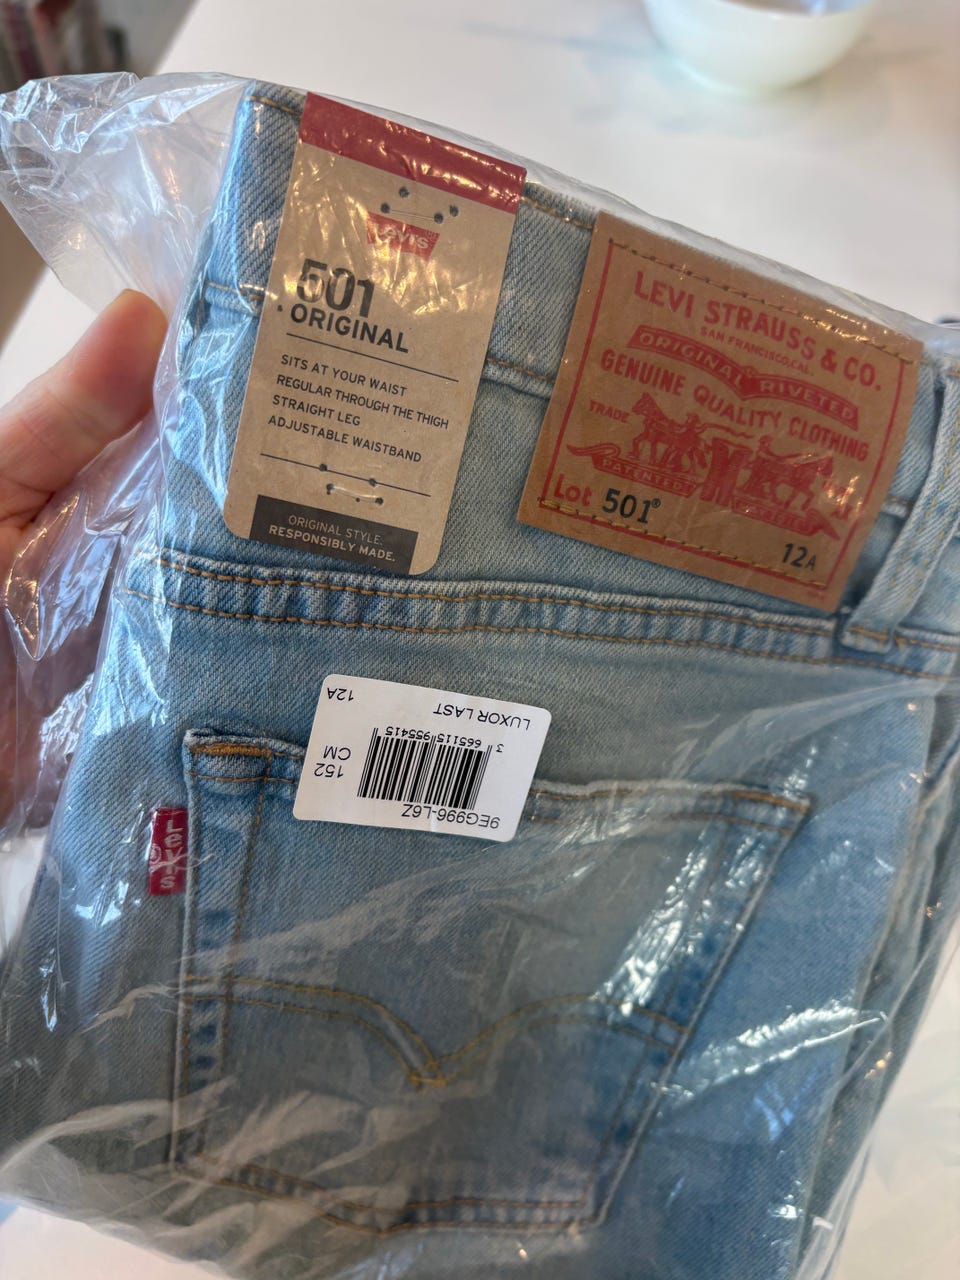 Levi's
501
ORIGINAL
SITS AT YOUR WAIST
REGULAR THROUGH THE THIGH
STRAIGHT LEG
ADJUSTABLE WAISTBAND
ORIGINAL STYLE.
RESPONSIBLY MADE.
LEVI STRAUSS & CO.
SAN FRANCISCO, CAL.
ORIGINAL RIVETED
GENUINE QUALITY CLOTHING
TRADE
PATENTED
Lot 501®
12A
9EG996-L6Z
152
CM
3 665115 955415
LUXOR LAST
12A
Levi's